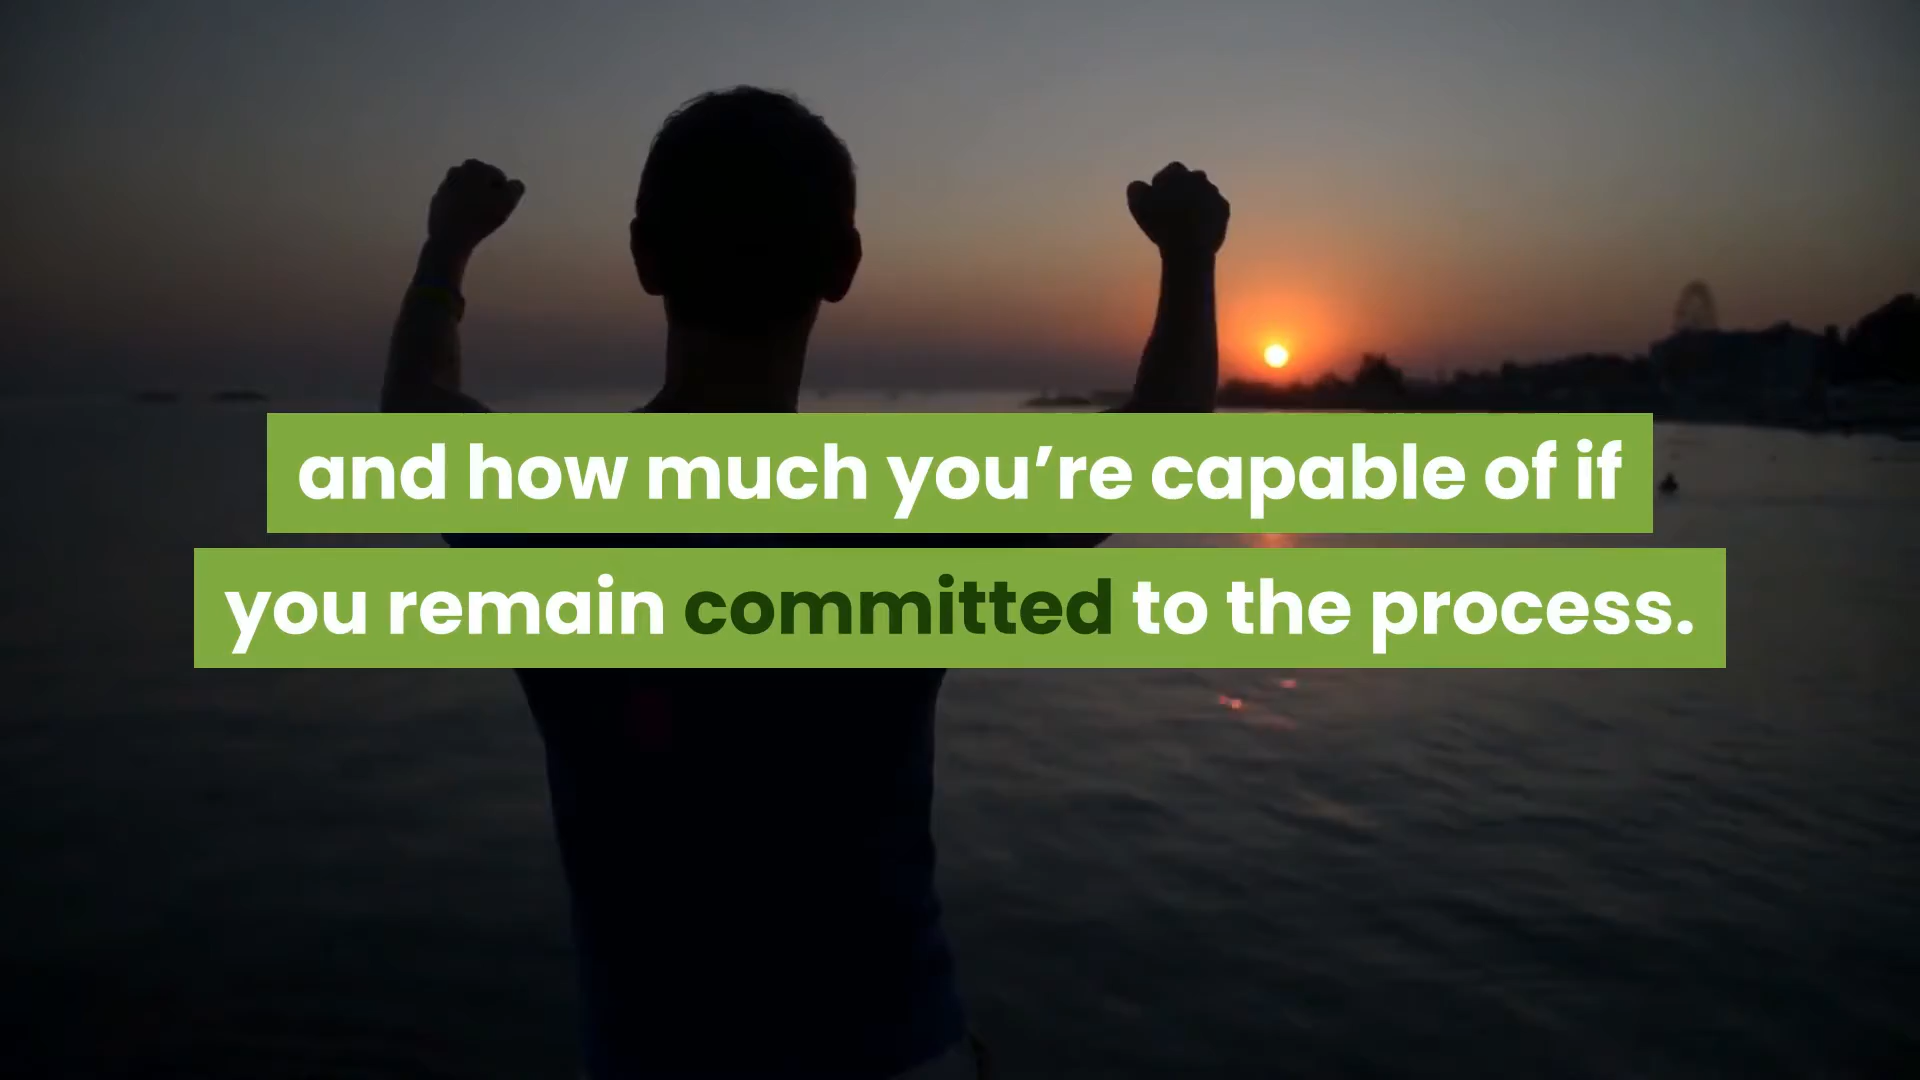 and how much you’re capable of if
you remain committed to the process.